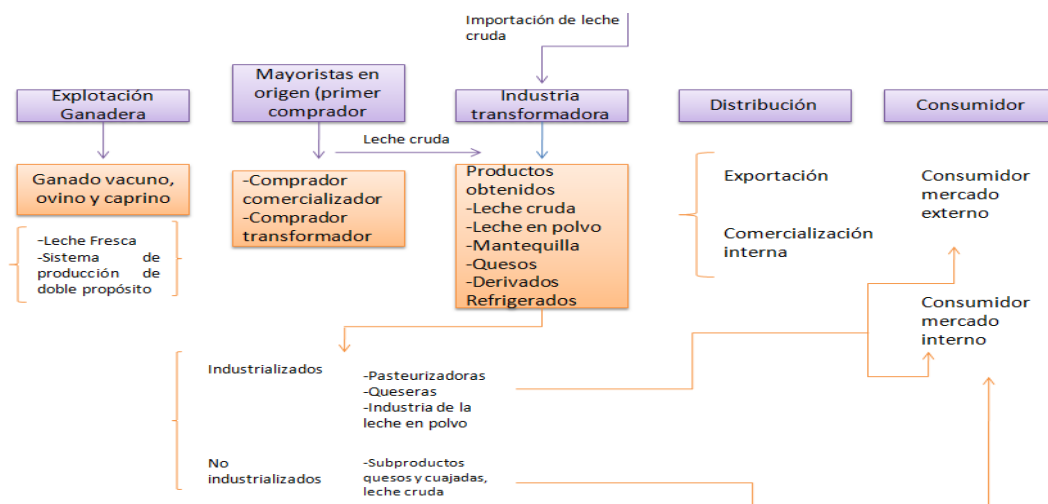 Importación de leche
cruda
Explotación
Ganadera
Mayoristas en
origen (primer
comprador
Industria
transformadora
Distribución
Consumidor
Leche cruda
Ganado vacuno,
ovino y caprino
-Comprador
comercializador
-Comprador
transformador
Productos
obtenidos
-Leche cruda
-Leche en polvo
-Mantequilla
-Quesos
-Derivados
Refrigerados
Exportación
Comercialización
interna
Consumidor
mercado
externo
-Leche Fresca
-Sistema de
producción de
doble propósito
Consumidor
mercado
interno
Industrializados
-Pasteurizadoras
-Queseras
-Industria de la
leche en polvo
No
industrializados
-Subproductos
quesos y cuajadas,
leche cruda